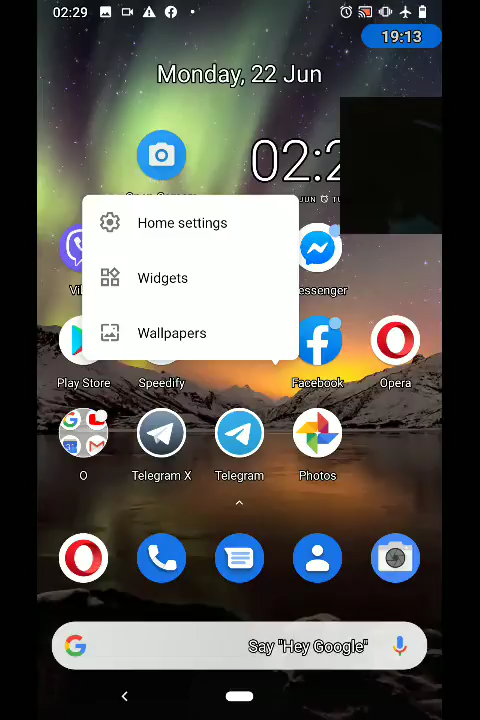 02:29
19:13
Monday, 22 Jun
02:2
JUN
Home settings
Widgets
Wallpapers
Play Store
Speedify
Facebook
Opera
O
Telegram X
Telegram
Photos
Say "Hey Google"